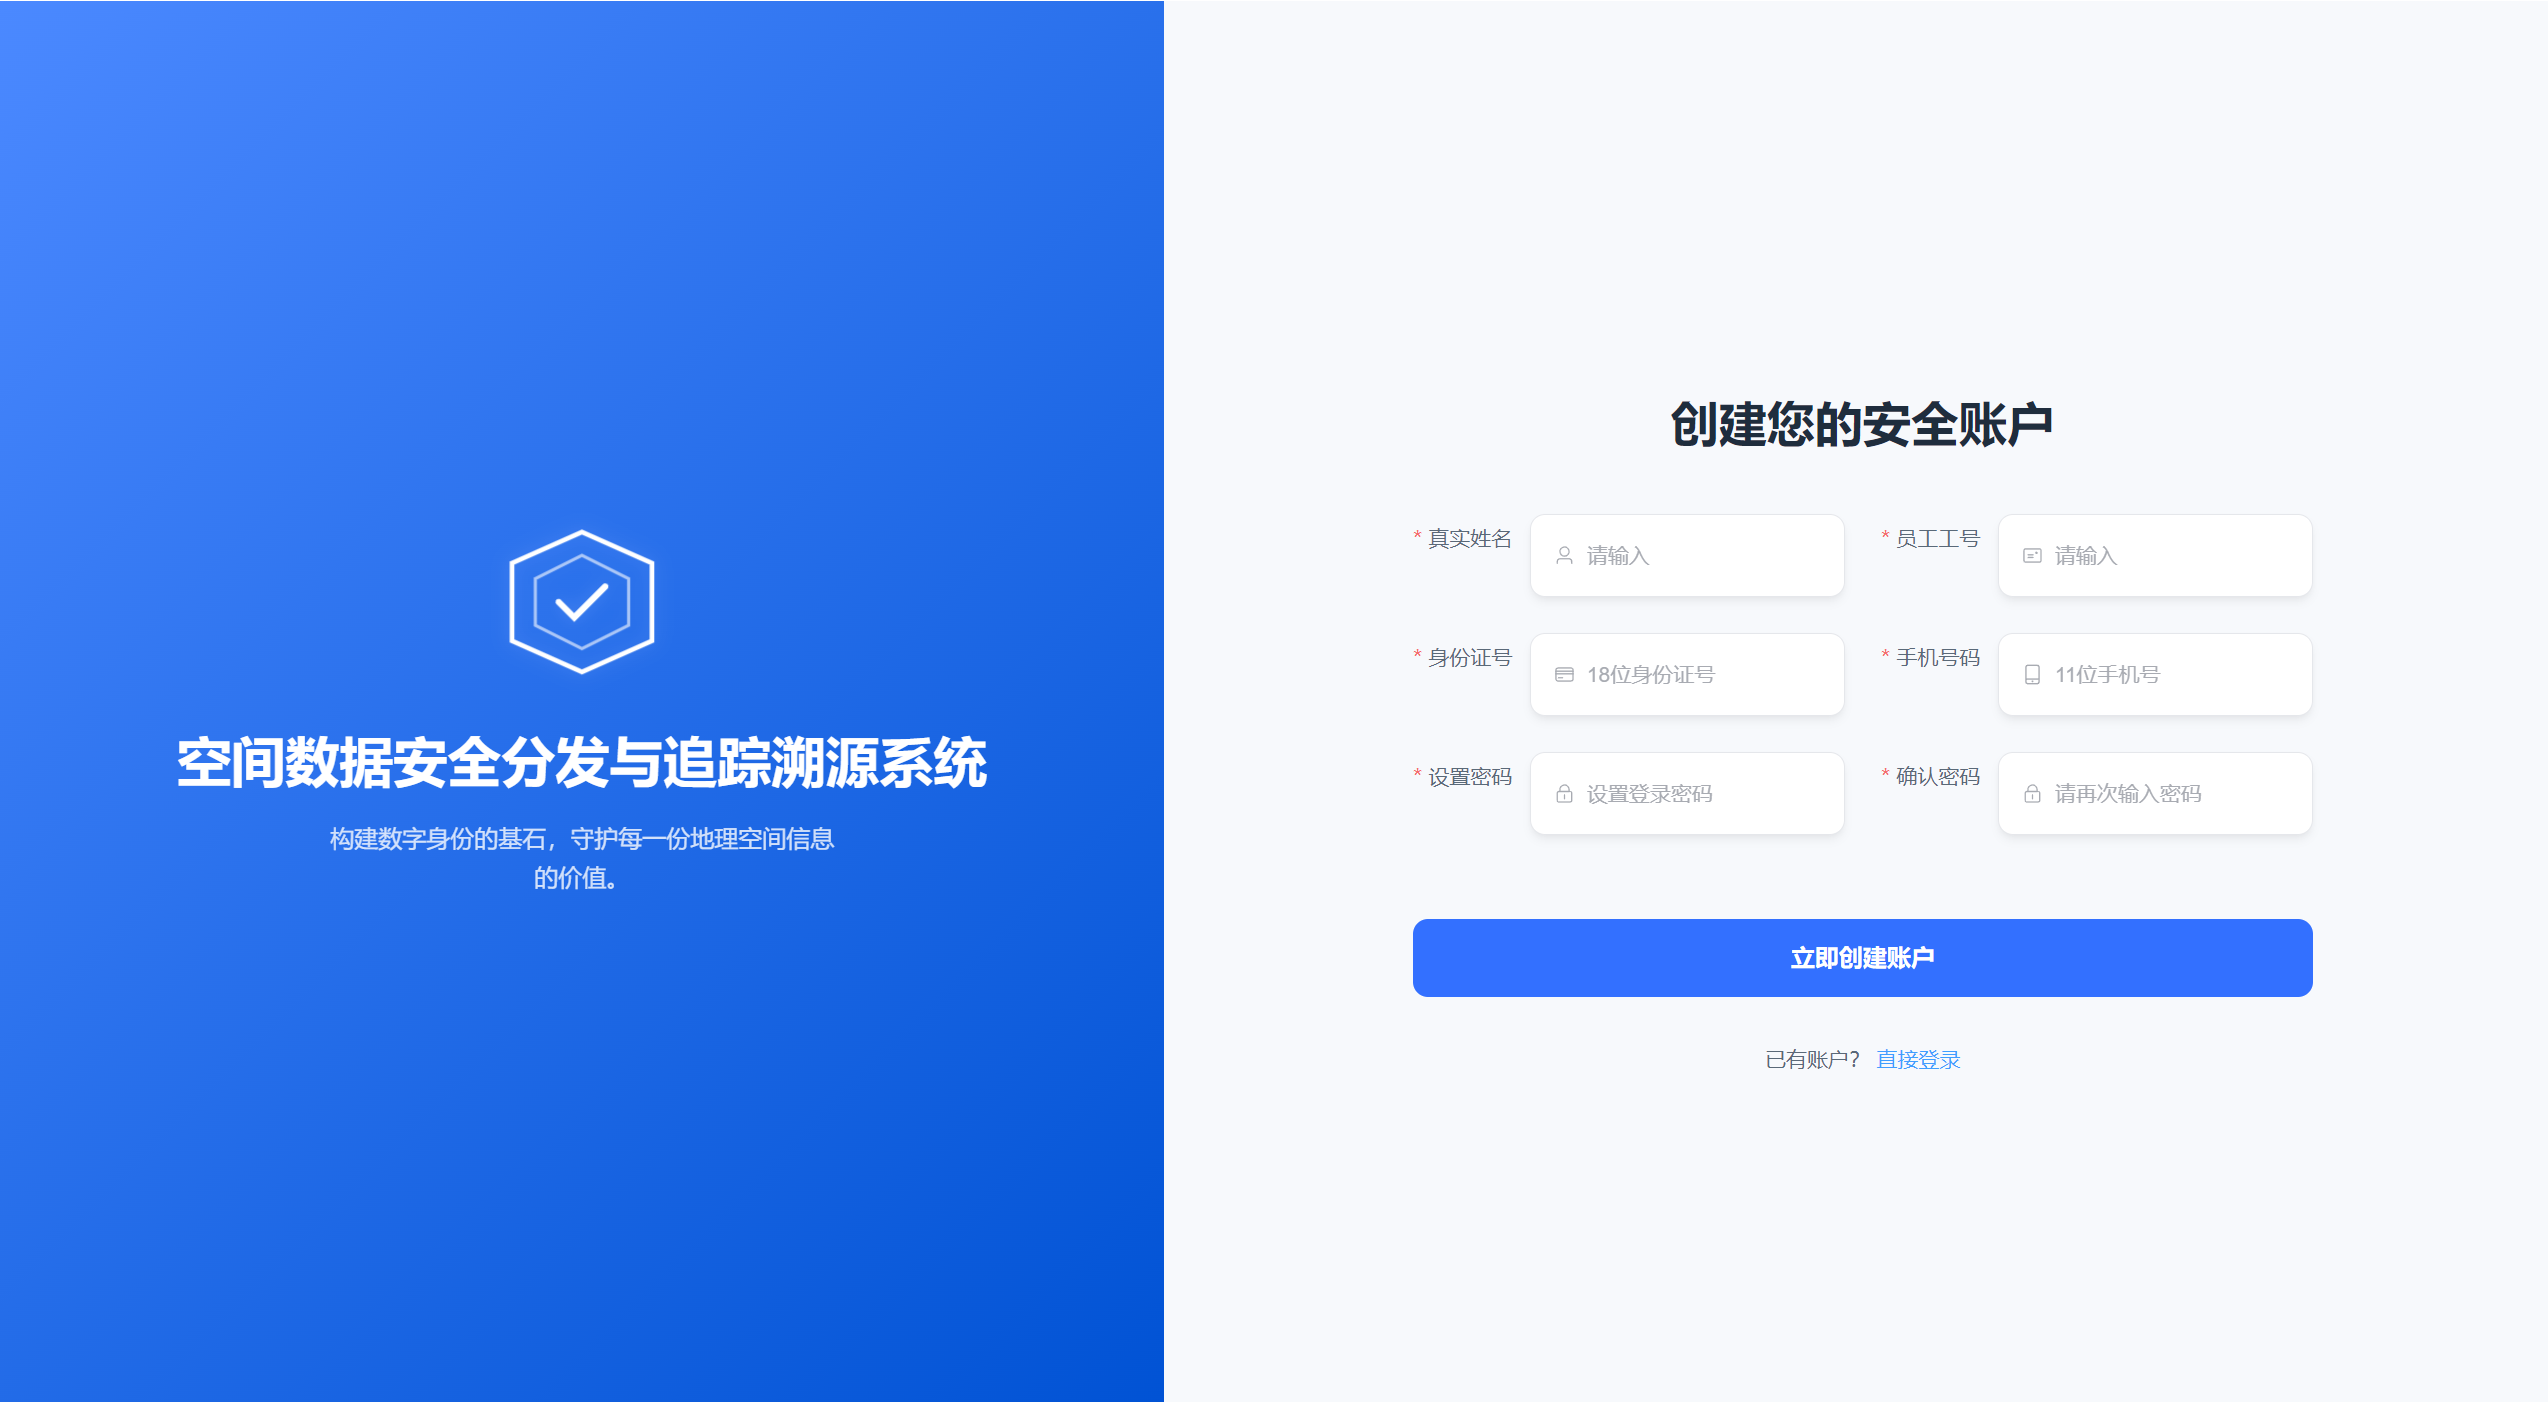 空间数据安全分发与追踪溯源系统
构建数字身份的基石，守护每一份地理空间信息
的价值。
创建您的安全账户
* 真实姓名 请输入 * 员工工号 请输入
* 身份证号 18位身份证号 * 手机号码 11位手机号
* 设置密码 设置登录密码 * 确认密码 请再次输入密码
立即创建账户
已有账户？ 直接登录